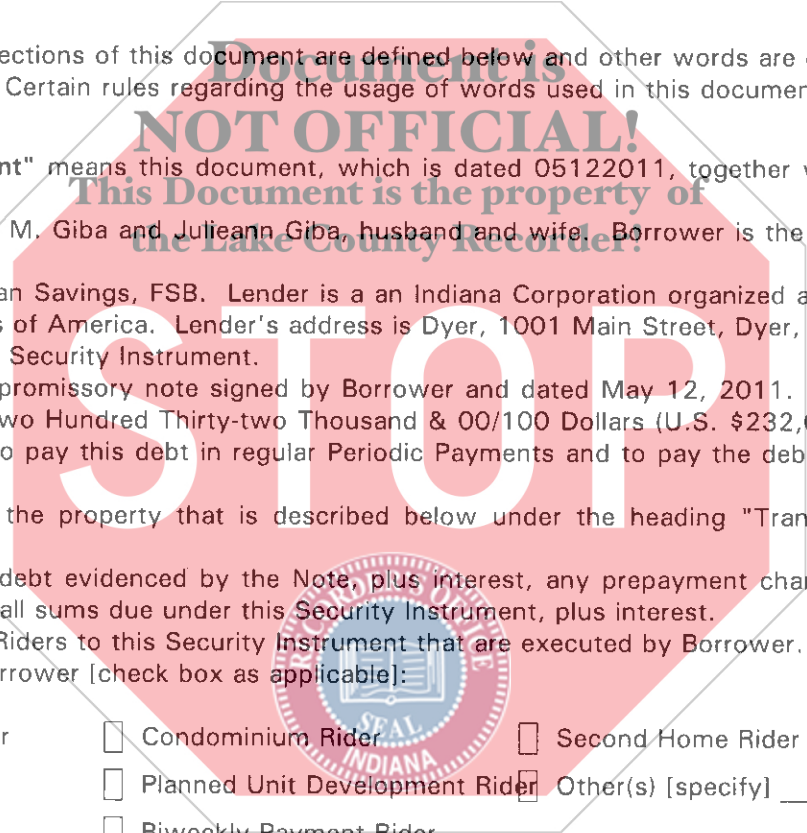 ections of this document are defined below and other words are
Document is
Certain rules regarding the usage of words used in this documen
NOT OFFICIAL!
nt" means this document, which is dated 05122011, together
This Document is the property of
M. Giba and Julieann Giba, husband and wife. Borrower is the
the Lake County Recorder!
an Savings, FSB. Lender is a an Indiana Corporation organized a
s of America. Lender's address is Dyer, 1001 Main Street, Dyer,
Security Instrument.
promissory note signed by Borrower and dated May 12, 2011.
wo Hundred Thirty-two Thousand & 00/100 Dollars (U.S. $232,
o pay this debt in regular Periodic Payments and to pay the deb
STOP
the property that is described below under the heading "Tran
debt evidenced by the Note, plus interest, any prepayment cha
all sums due under this Security Instrument, plus interest.
Riders to this Security Instrument that are executed by Borrower.
rrower [check box as applicable]:
RECORDER'S OFFICE
SEAL
INDIANA
r Condominium Rider Second Home Rider
Planned Unit Development Rider Other(s) [specify]
Biweekly Payment Rider